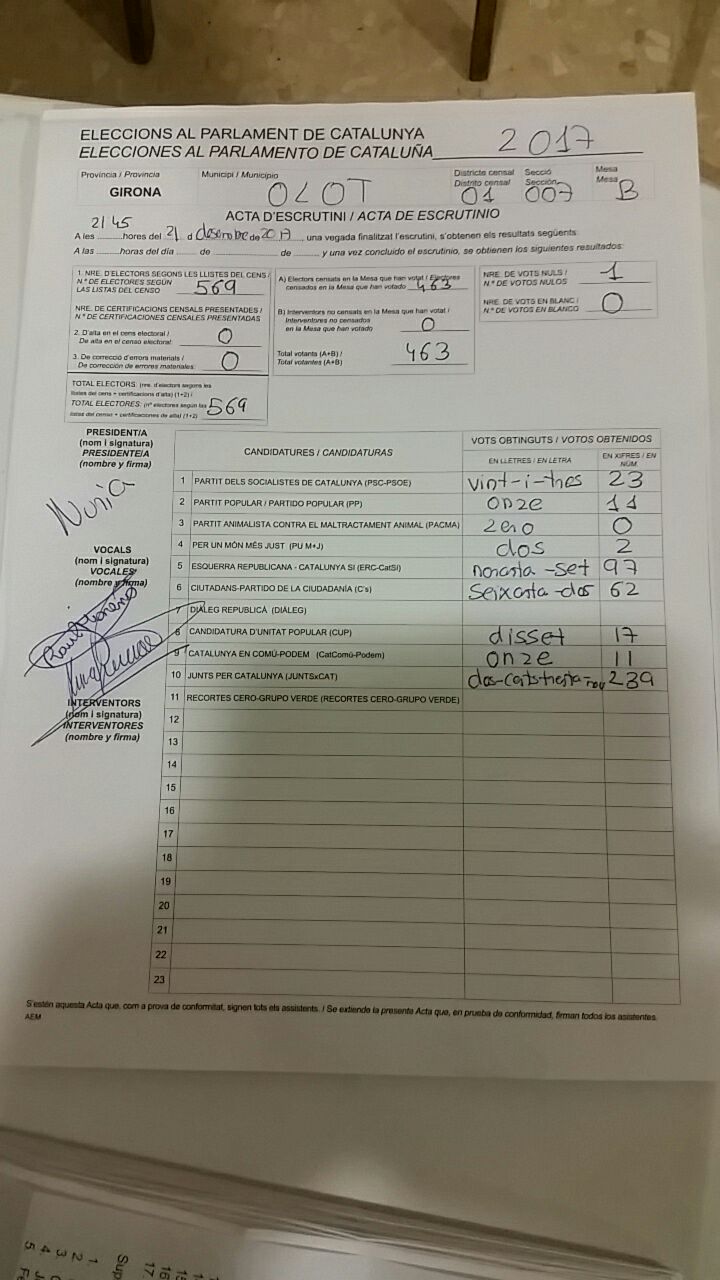 ELECCIONS AL PARLAMENT DE CATALUNYA
ELECCIONES AL PARLAMENTO DE CATALUÑA 2017
Província / Provincia Municipi / Municipio Districte censal Secció Mesa
Distrito censal Sección Mesa
GIRONA OLOT 01 007 B
ACTA D'ESCRUTINI / ACTA DE ESCRUTINIO
21 45
A les ..........hores del 21 d desembre de 2017, una vegada finalitzat l'escrutini, s'obtenen els resultats següents:
A las ..........horas del día .......... de .......... de .......... y una vez concluido el escrutinio, se obtienen los siguientes resultados:
1. NRE. D'ELECTORS SEGONS LES LLISTES DEL CENS /
N.º DE ELECTORES SEGÚN
LAS LISTAS DEL CENSO 569
NRE. DE CERTIFICACIONS CENSALS PRESENTADES /
N.º DE CERTIFICACIONES CENSALES PRESENTADAS
2. D'alta en el cens electoral /
De alta en el censo electoral: 0
3. De correcció d'errors materials /
De corrección de errores materiales: 0
TOTAL ELECTORS: (nre. d'electors segons les
llistes del cens + certificacions d'alta) (1+2) /
TOTAL ELECTORES: (nº electores según las
listas del censo + certificaciones de alta) (1+2) 569
A) Electors censats en la Mesa que han votat / Electores
censados en la Mesa que han votado 463
B) Interventors no censats en la Mesa que han votat /
Interventores no censados
en la Mesa que han votado 0
Total votants (A+B) /
Total votantes (A+B) 463
NRE. DE VOTS NULS /
N.º DE VOTOS NULOS 1
NRE. DE VOTS EN BLANC /
N.º DE VOTOS EN BLANCO 0
PRESIDENT/A
(nom i signatura)
PRESIDENTE/A
(nombre y firma)
Nuria
VOCALS
(nom i signatura)
VOCALES
(nombre y firma)
INTERVENTORS
(nom i signatura)
INTERVENTORES
(nombre y firma)
CANDIDATURES / CANDIDATURAS VOTS OBTINGUTS / VOTOS OBTENIDOS
EN LLETRES / EN LETRA EN XIFRES / EN NÚM.
1 PARTIT DELS SOCIALISTES DE CATALUNYA (PSC-PSOE) vint-i-tres 23
2 PARTIT POPULAR / PARTIDO POPULAR (PP) onze 11
3 PARTIT ANIMALISTA CONTRA EL MALTRACTAMENT ANIMAL (PACMA) zero 0
4 PER UN MÓN MÉS JUST (PU M+J) dos 2
5 ESQUERRA REPUBLICANA - CATALUNYA SÍ (ERC-CatSI) noranta-set 97
6 CIUTADANS-PARTIDO DE LA CIUDADANÍA (C's) seixanta-dos 62
7 DIÀLEG REPUBLICÀ (DIÀLEG)
8 CANDIDATURA D'UNITAT POPULAR (CUP) disset 17
9 CATALUNYA EN COMÚ-PODEM (CatComú-Podem) onze 11
10 JUNTS PER CATALUNYA (JUNTSxCAT) dos-cents-trenta-nou 239
11 RECORTES CERO-GRUPO VERDE (RECORTES CERO-GRUPO VERDE)
12
13
14
15
16
17
18
19
20
21
22
23
S'estén aquesta Acta que, com a prova de conformitat, signen tots els assistents. / Se extiende la presente Acta que, en prueba de conformidad, firman todos los asistentes.
AEM